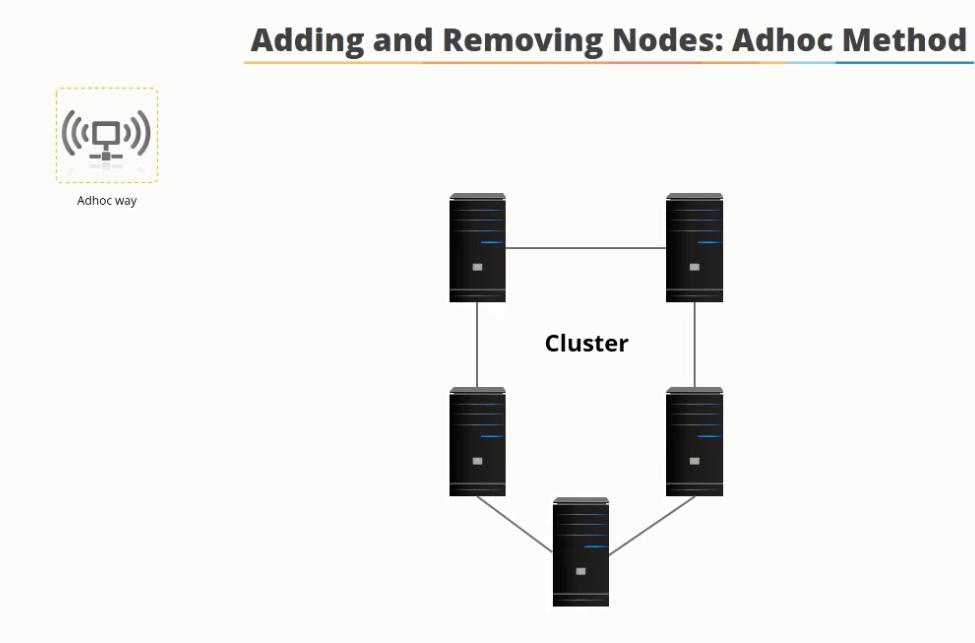 Adding and Removing Nodes: Adhoc Method
Adhoc way
Cluster